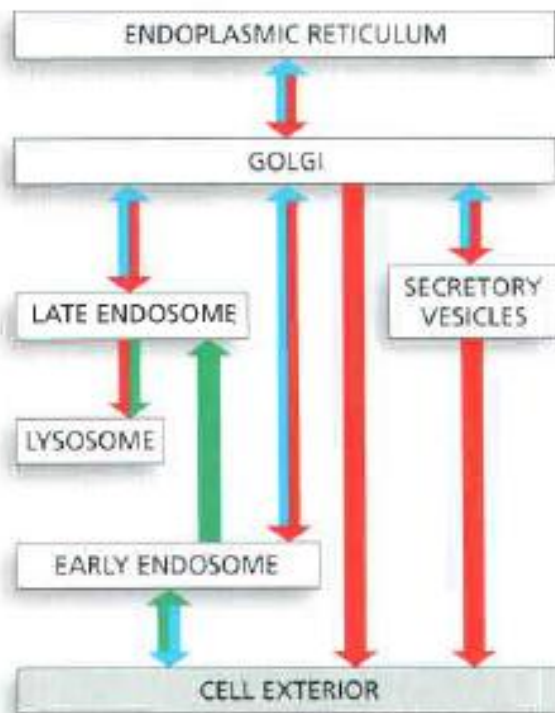 ENDOPLASMIC RETICULUM
GOLGI
LATE ENDOSOME
SECRETORY
VESICLES
LYSOSOME
EARLY ENDOSOME
CELL EXTERIOR